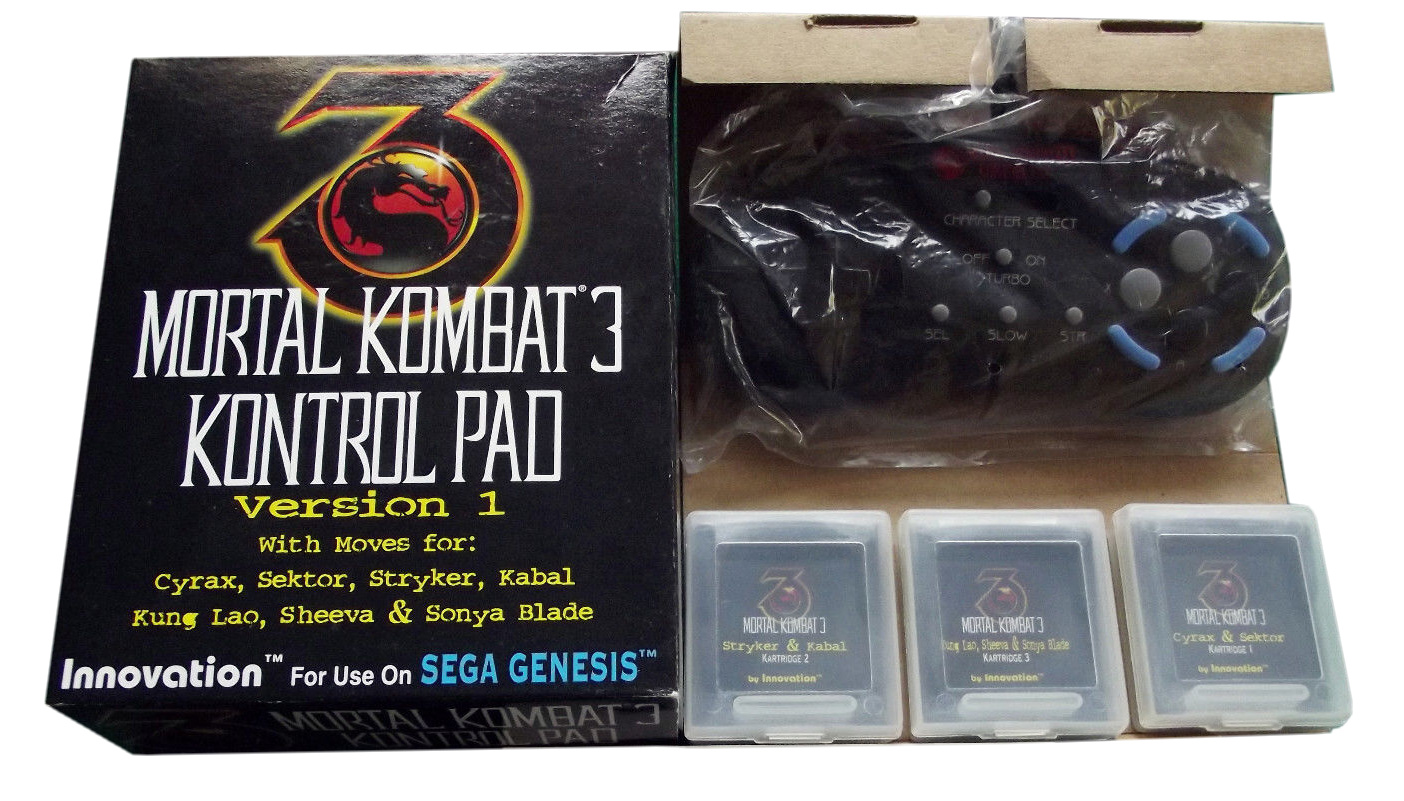 3
MORTAL KOMBAT® 3
KONTROL PAD
Version 1
With Moves for:
Cyrax, Sektor, Stryker, Kabal
Kung Lao, Sheeva & Sonya Blade
Innovation™ For Use On SEGA GENESIS™
MORTAL KOMBAT 3
KONTROL PAD
CHARACTER SELECT
OFF ON
TURBO
SEL SLOW STR
3
MORTAL KOMBAT 3
Stryker & Kabal
KARTRIDGE 2
by Innovation™
3
MORTAL KOMBAT 3
Kung Lao, Sheeva & Sonya Blade
KARTRIDGE 3
by Innovation™
3
MORTAL KOMBAT 3
Cyrax & Sektor
KARTRIDGE 1
by Innovation™